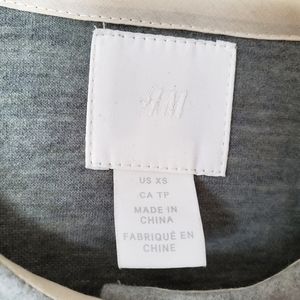 H&M
US XS
CA TP
MADE IN
CHINA
FABRIQUÉ EN
CHINE